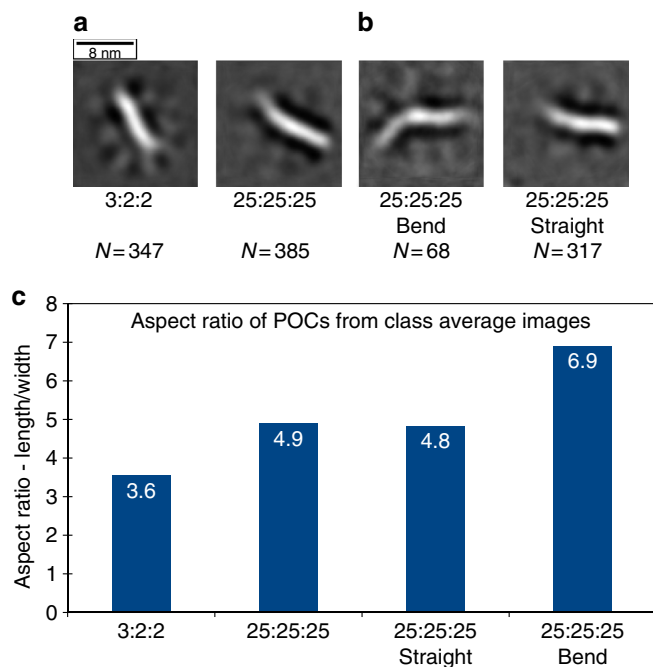 a
b
8 nm
3:2:2
25:25:25
25:25:25
25:25:25
Bend
Straight
N=347
N=385
N=68
N=317
c
Aspect ratio of POCs from class average images
Aspect ratio - length/width
8
7
6
5
4
3
2
1
0
3.6
4.9
4.8
6.9
3:2:2
25:25:25
25:25:25
25:25:25
Straight
Bend